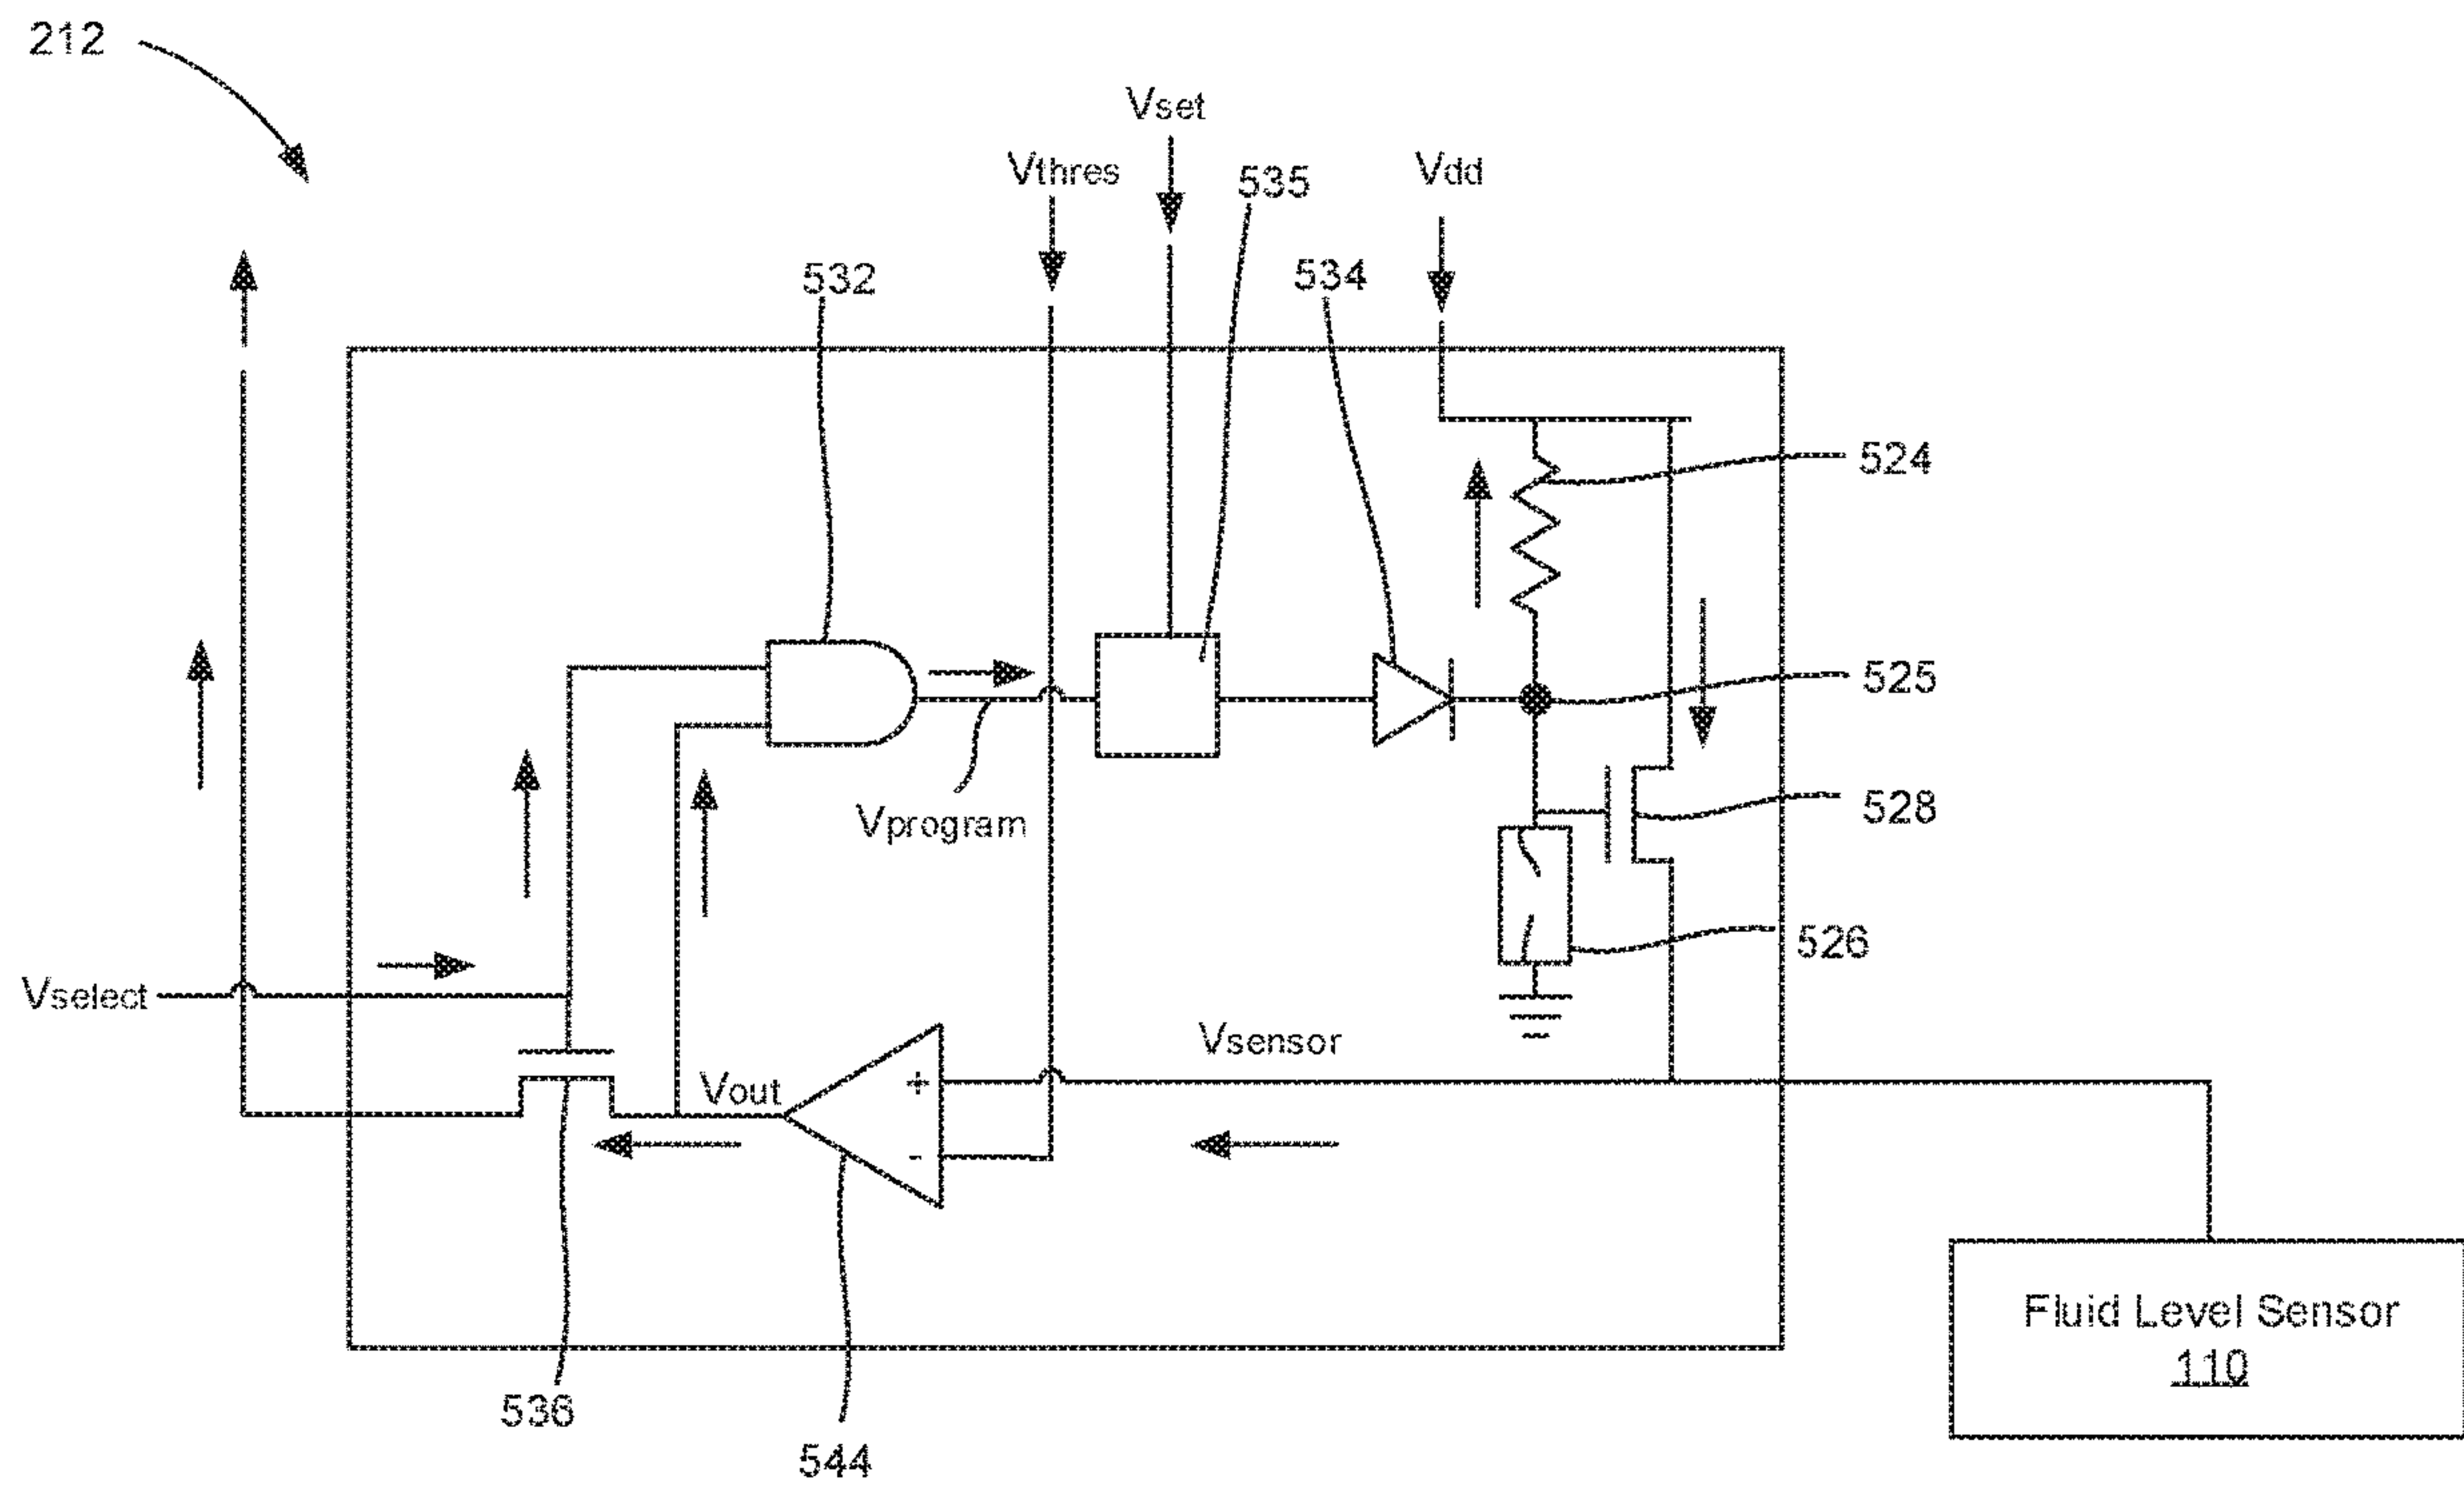 212
Vset
Vthres
535
Vdd
532
534
524
525
Vprogram
528
526
Vselect
Vsensor
Vout
+
-
Fluid Level Sensor
110
536
544